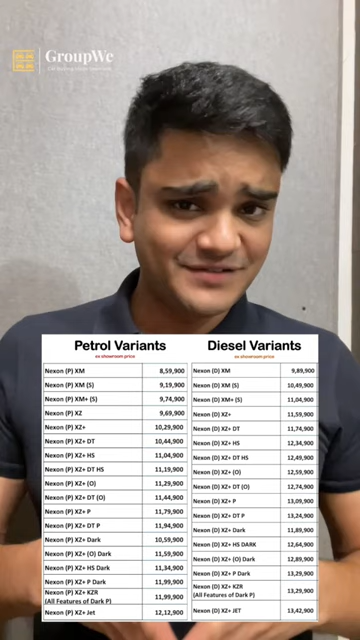 GroupWe
Petrol Variants
ex showroom price
Nexon (P) XM 8,59,900
Nexon (P) XM (S) 9,19,900
Nexon (P) XM+ (S) 9,74,900
Nexon (P) XZ 9,69,900
Nexon (P) XZ+ 10,29,900
Nexon (P) XZ+ DT 10,44,900
Nexon (P) XZ+ HS 11,04,900
Nexon (P) XZ+ DT HS 11,19,900
Nexon (P) XZ+ (O) 11,29,900
Nexon (P) XZ+ DT (O) 11,44,900
Nexon (P) XZ+ P 11,79,900
Nexon (P) XZ+ DT P 11,94,900
Nexon (P) XZ+ Dark 10,59,900
Nexon (P) XZ+ (O) Dark 11,59,900
Nexon (P) XZ+ HS Dark 11,34,900
Nexon (P) XZ+ P Dark 11,99,900
Nexon (P) XZ+ KZR
(All Features of Dark P) 11,99,900
Nexon (P) XZ+ Jet 12,12,900
Diesel Variants
ex showroom price
Nexon (D) XM 9,89,900
Nexon (D) XM (S) 10,49,900
Nexon (D) XM+ (S) 11,04,900
Nexon (D) XZ+ 11,59,900
Nexon (D) XZ+ DT 11,74,900
Nexon (D) XZ+ HS 12,34,900
Nexon (D) XZ+ DT HS 12,49,900
Nexon (D) XZ+ (O) 12,59,900
Nexon (D) XZ+ DT (O) 12,74,900
Nexon (D) XZ+ P 13,09,900
Nexon (D) XZ+ DT P 13,24,900
Nexon (D) XZ+ Dark 11,89,900
Nexon (D) XZ+ HS DARK 12,64,900
Nexon (D) XZ+ (O) Dark 12,89,900
Nexon (D) XZ+ P Dark 13,29,900
Nexon (D) XZ+ KZR
(All Features of Dark P) 13,29,900
Nexon (D) XZ+ JET 13,42,900